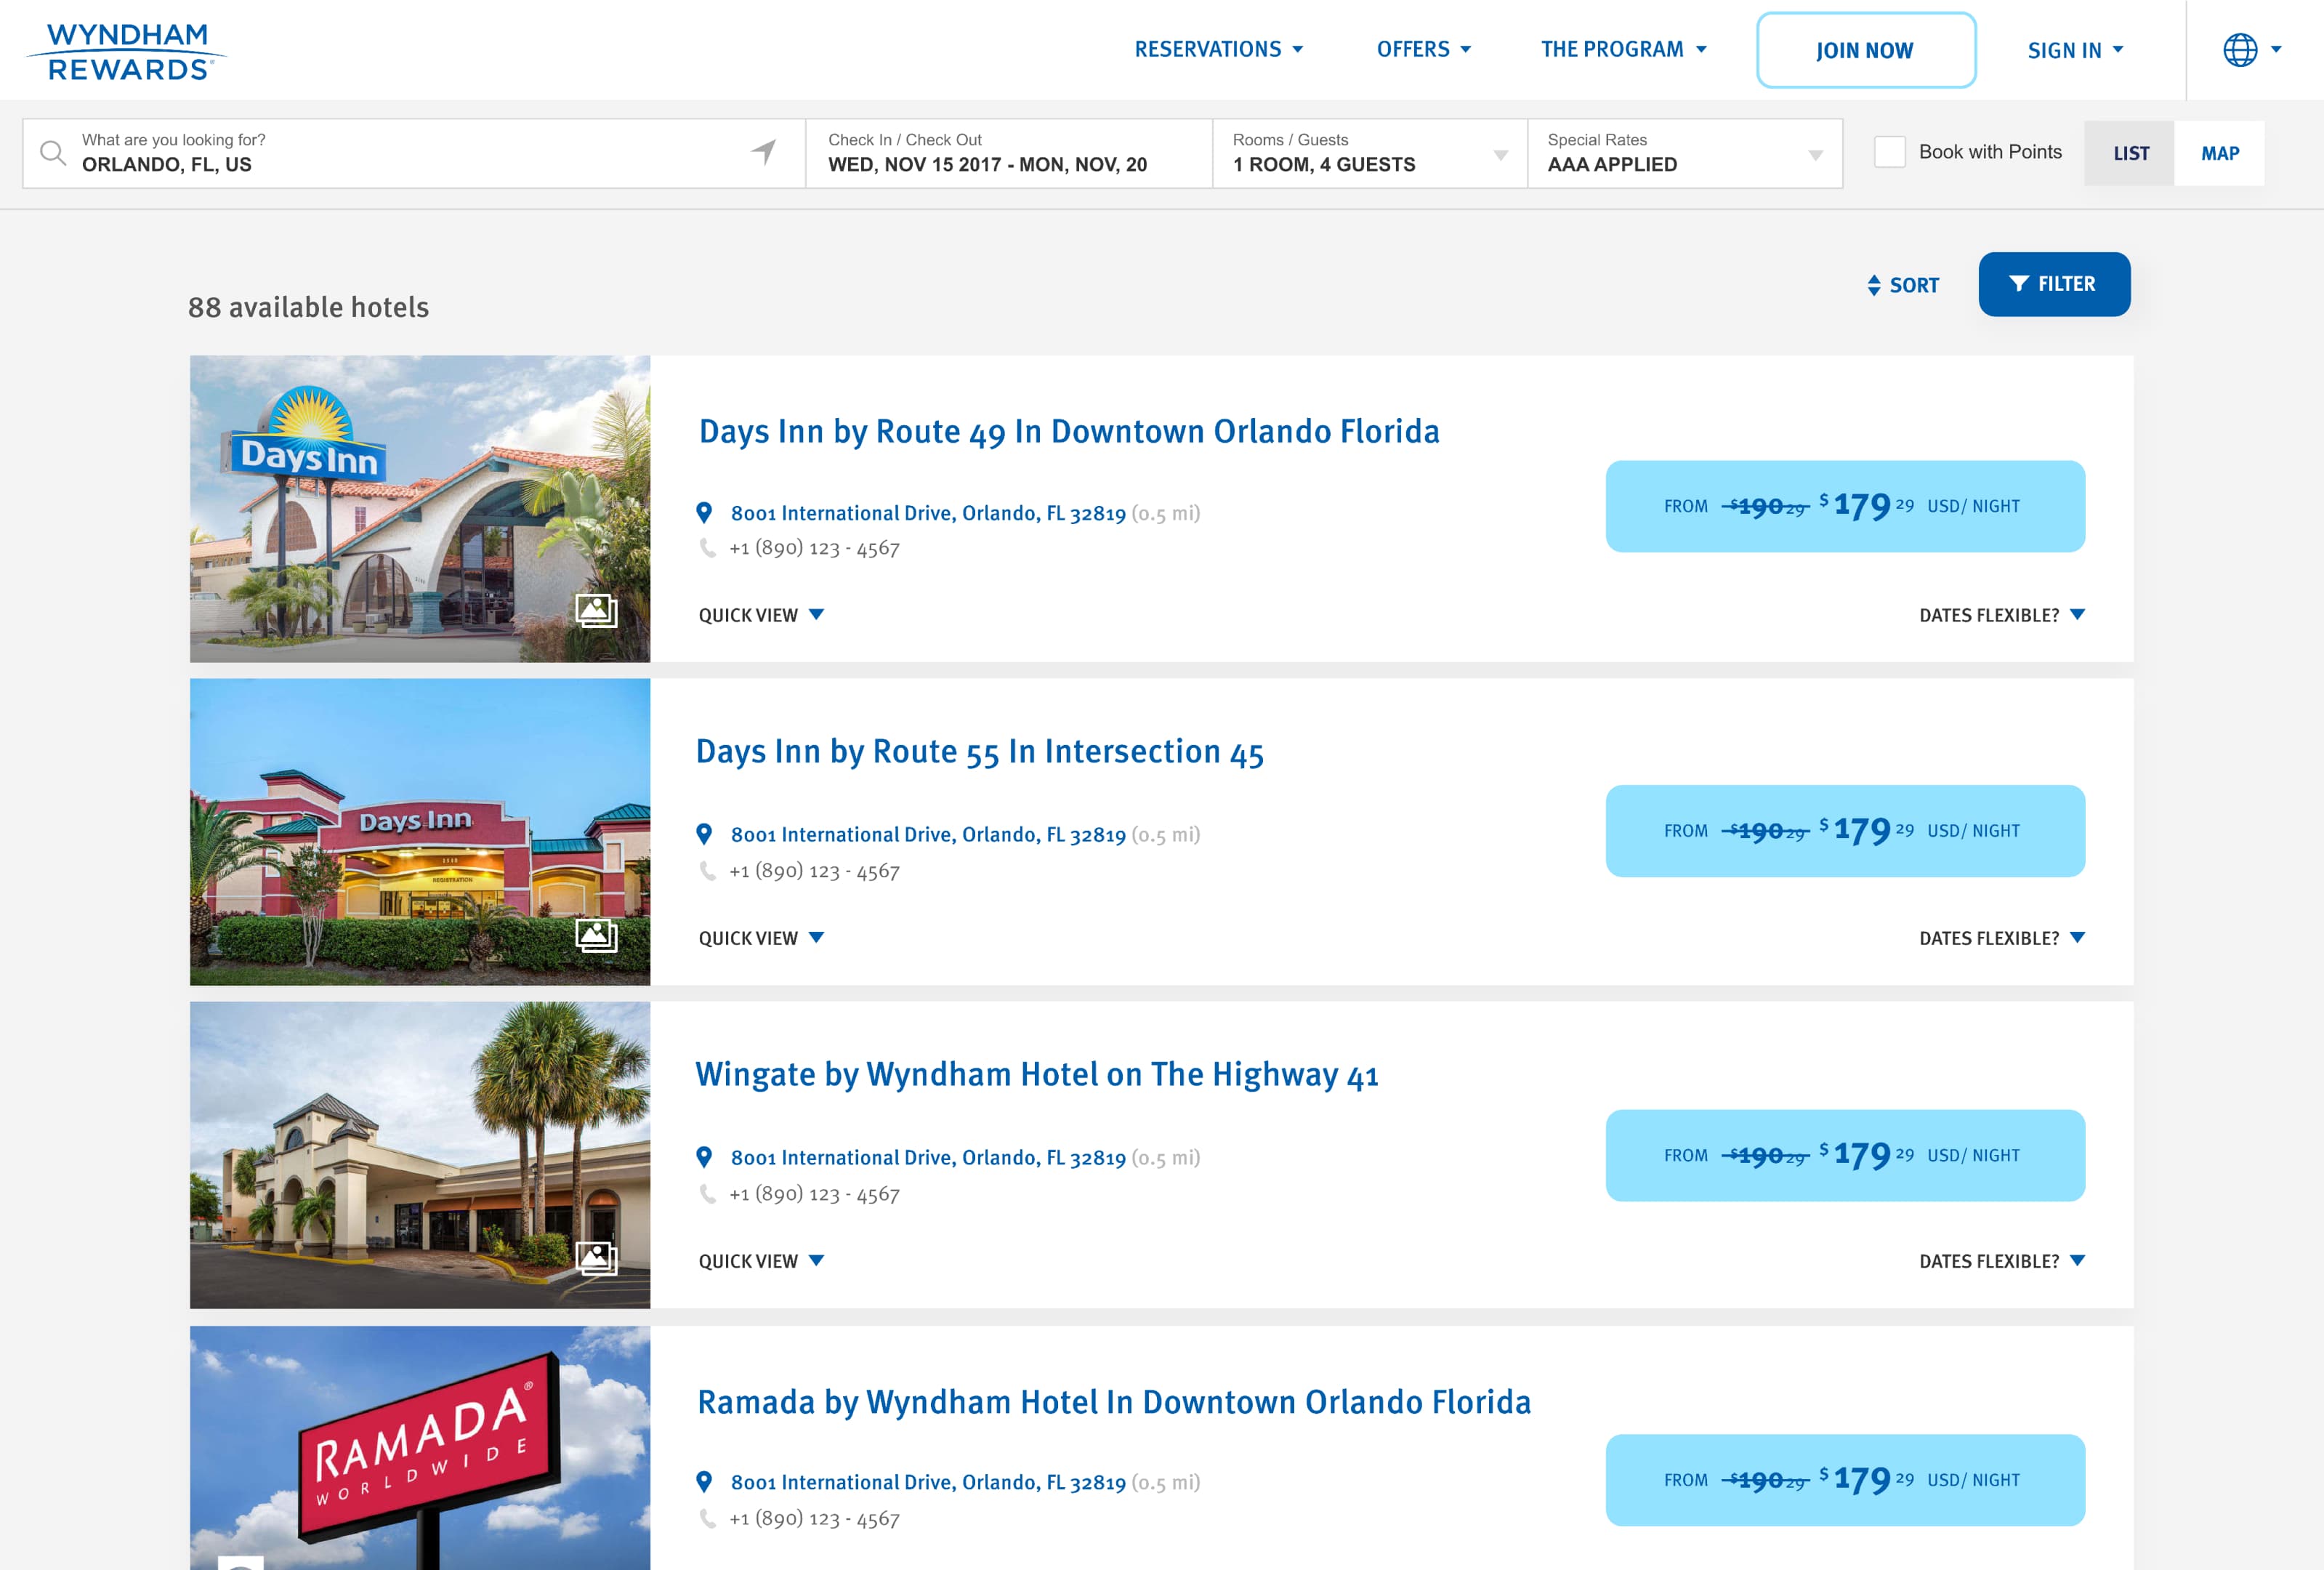 WYNDHAM
REWARDS®
RESERVATIONS
OFFERS
THE PROGRAM
JOIN NOW
SIGN IN
What are you looking for?
ORLANDO, FL, US
Check In / Check Out
WED, NOV 15 2017 - MON, NOV, 20
Rooms / Guests
1 ROOM, 4 GUESTS
Special Rates
AAA APPLIED
Book with Points
LIST
MAP
88 available hotels
SORT
FILTER
Days Inn
Days Inn by Route 49 In Downtown Orlando Florida
8001 International Drive, Orlando, FL 32819 (0.5 mi)
+1 (890) 123 - 4567
FROM $190 29 $179 29 USD/ NIGHT
QUICK VIEW
DATES FLEXIBLE?
Days Inn
REGISTRATION
Days Inn by Route 55 In Intersection 45
8001 International Drive, Orlando, FL 32819 (0.5 mi)
+1 (890) 123 - 4567
FROM $190 29 $179 29 USD/ NIGHT
QUICK VIEW
DATES FLEXIBLE?
Wingate by Wyndham Hotel on The Highway 41
8001 International Drive, Orlando, FL 32819 (0.5 mi)
+1 (890) 123 - 4567
FROM $190 29 $179 29 USD/ NIGHT
QUICK VIEW
DATES FLEXIBLE?
RAMADA®
WORLDWIDE
Ramada by Wyndham Hotel In Downtown Orlando Florida
8001 International Drive, Orlando, FL 32819 (0.5 mi)
+1 (890) 123 - 4567
FROM $190 29 $179 29 USD/ NIGHT